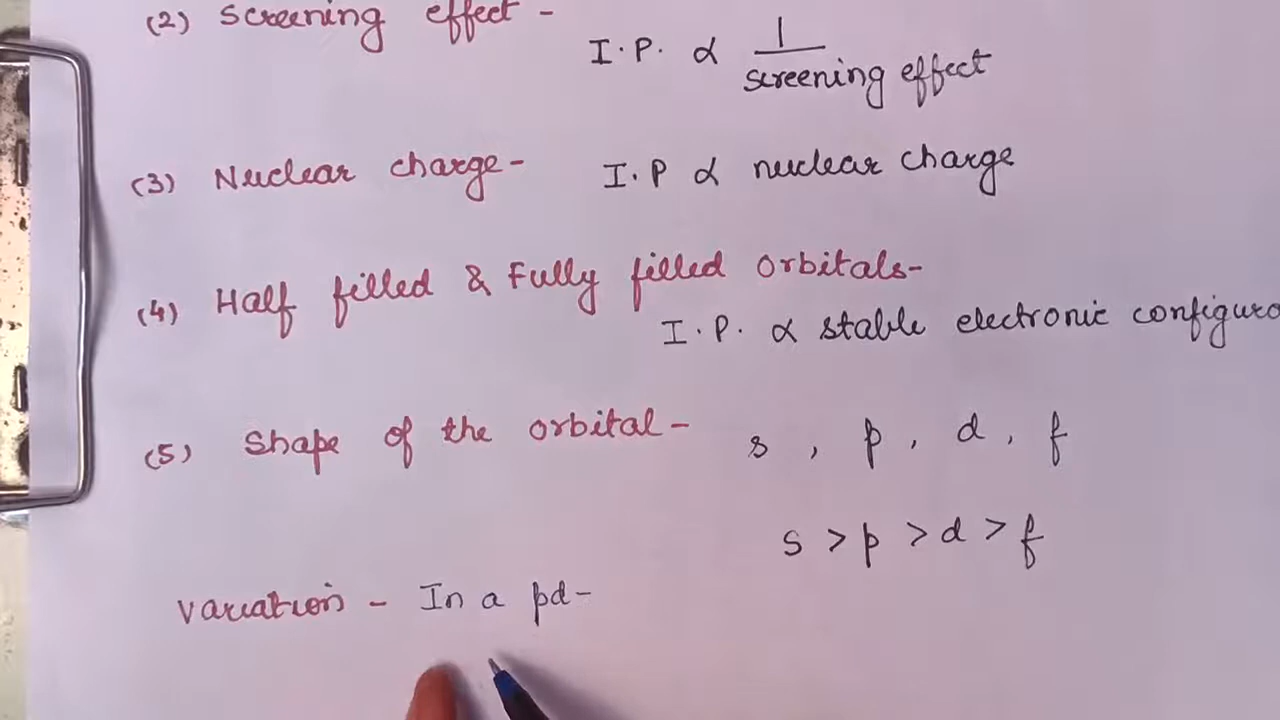 (2) Screening effect -
I.P. ∝ 1/screening effect
(3) Nuclear charge- I.P ∝ nuclear charge
(4) Half filled & Fully filled orbitals-
I.P. ∝ stable electronic configura
(5) Shape of the orbital- s , p , d , f
s > p > d > f
Variation - In a pd-